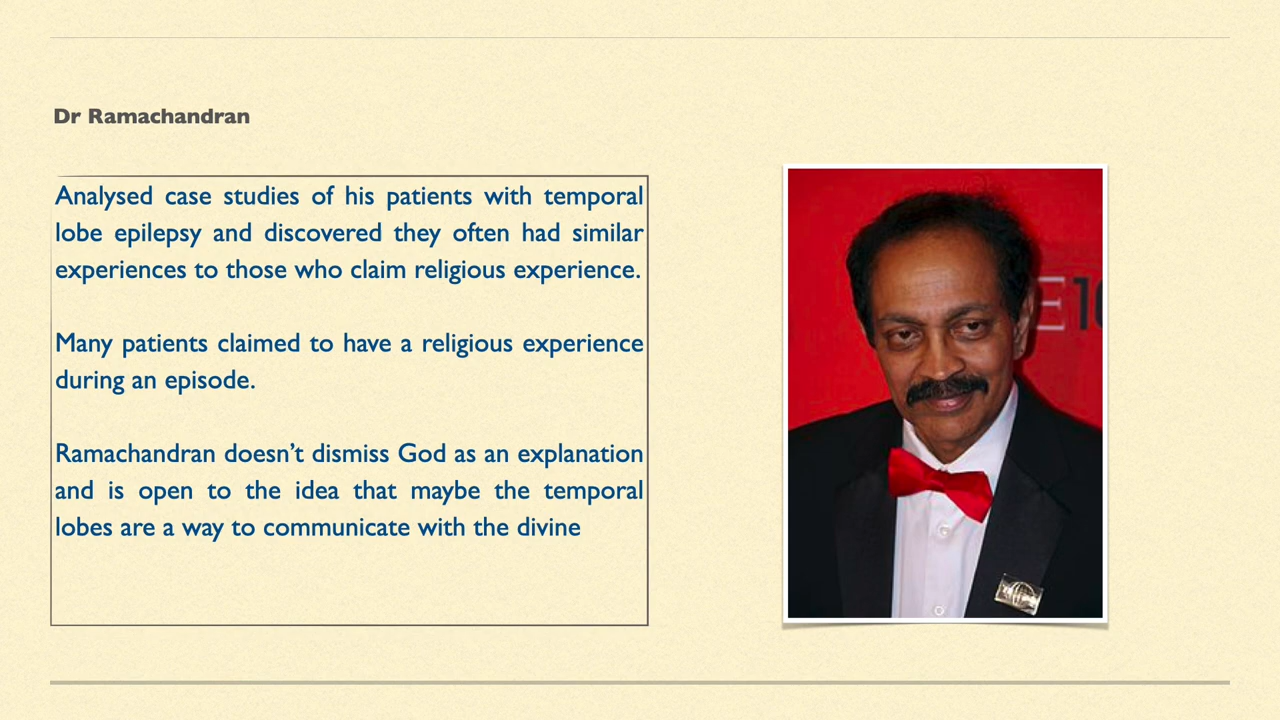 Dr Ramachandran
Analysed case studies of his patients with temporal
lobe epilepsy and discovered they often had similar
experiences to those who claim religious experience.
Many patients claimed to have a religious experience
during an episode.
Ramachandran doesn’t dismiss God as an explanation
and is open to the idea that maybe the temporal
lobes are a way to communicate with the divine
E10